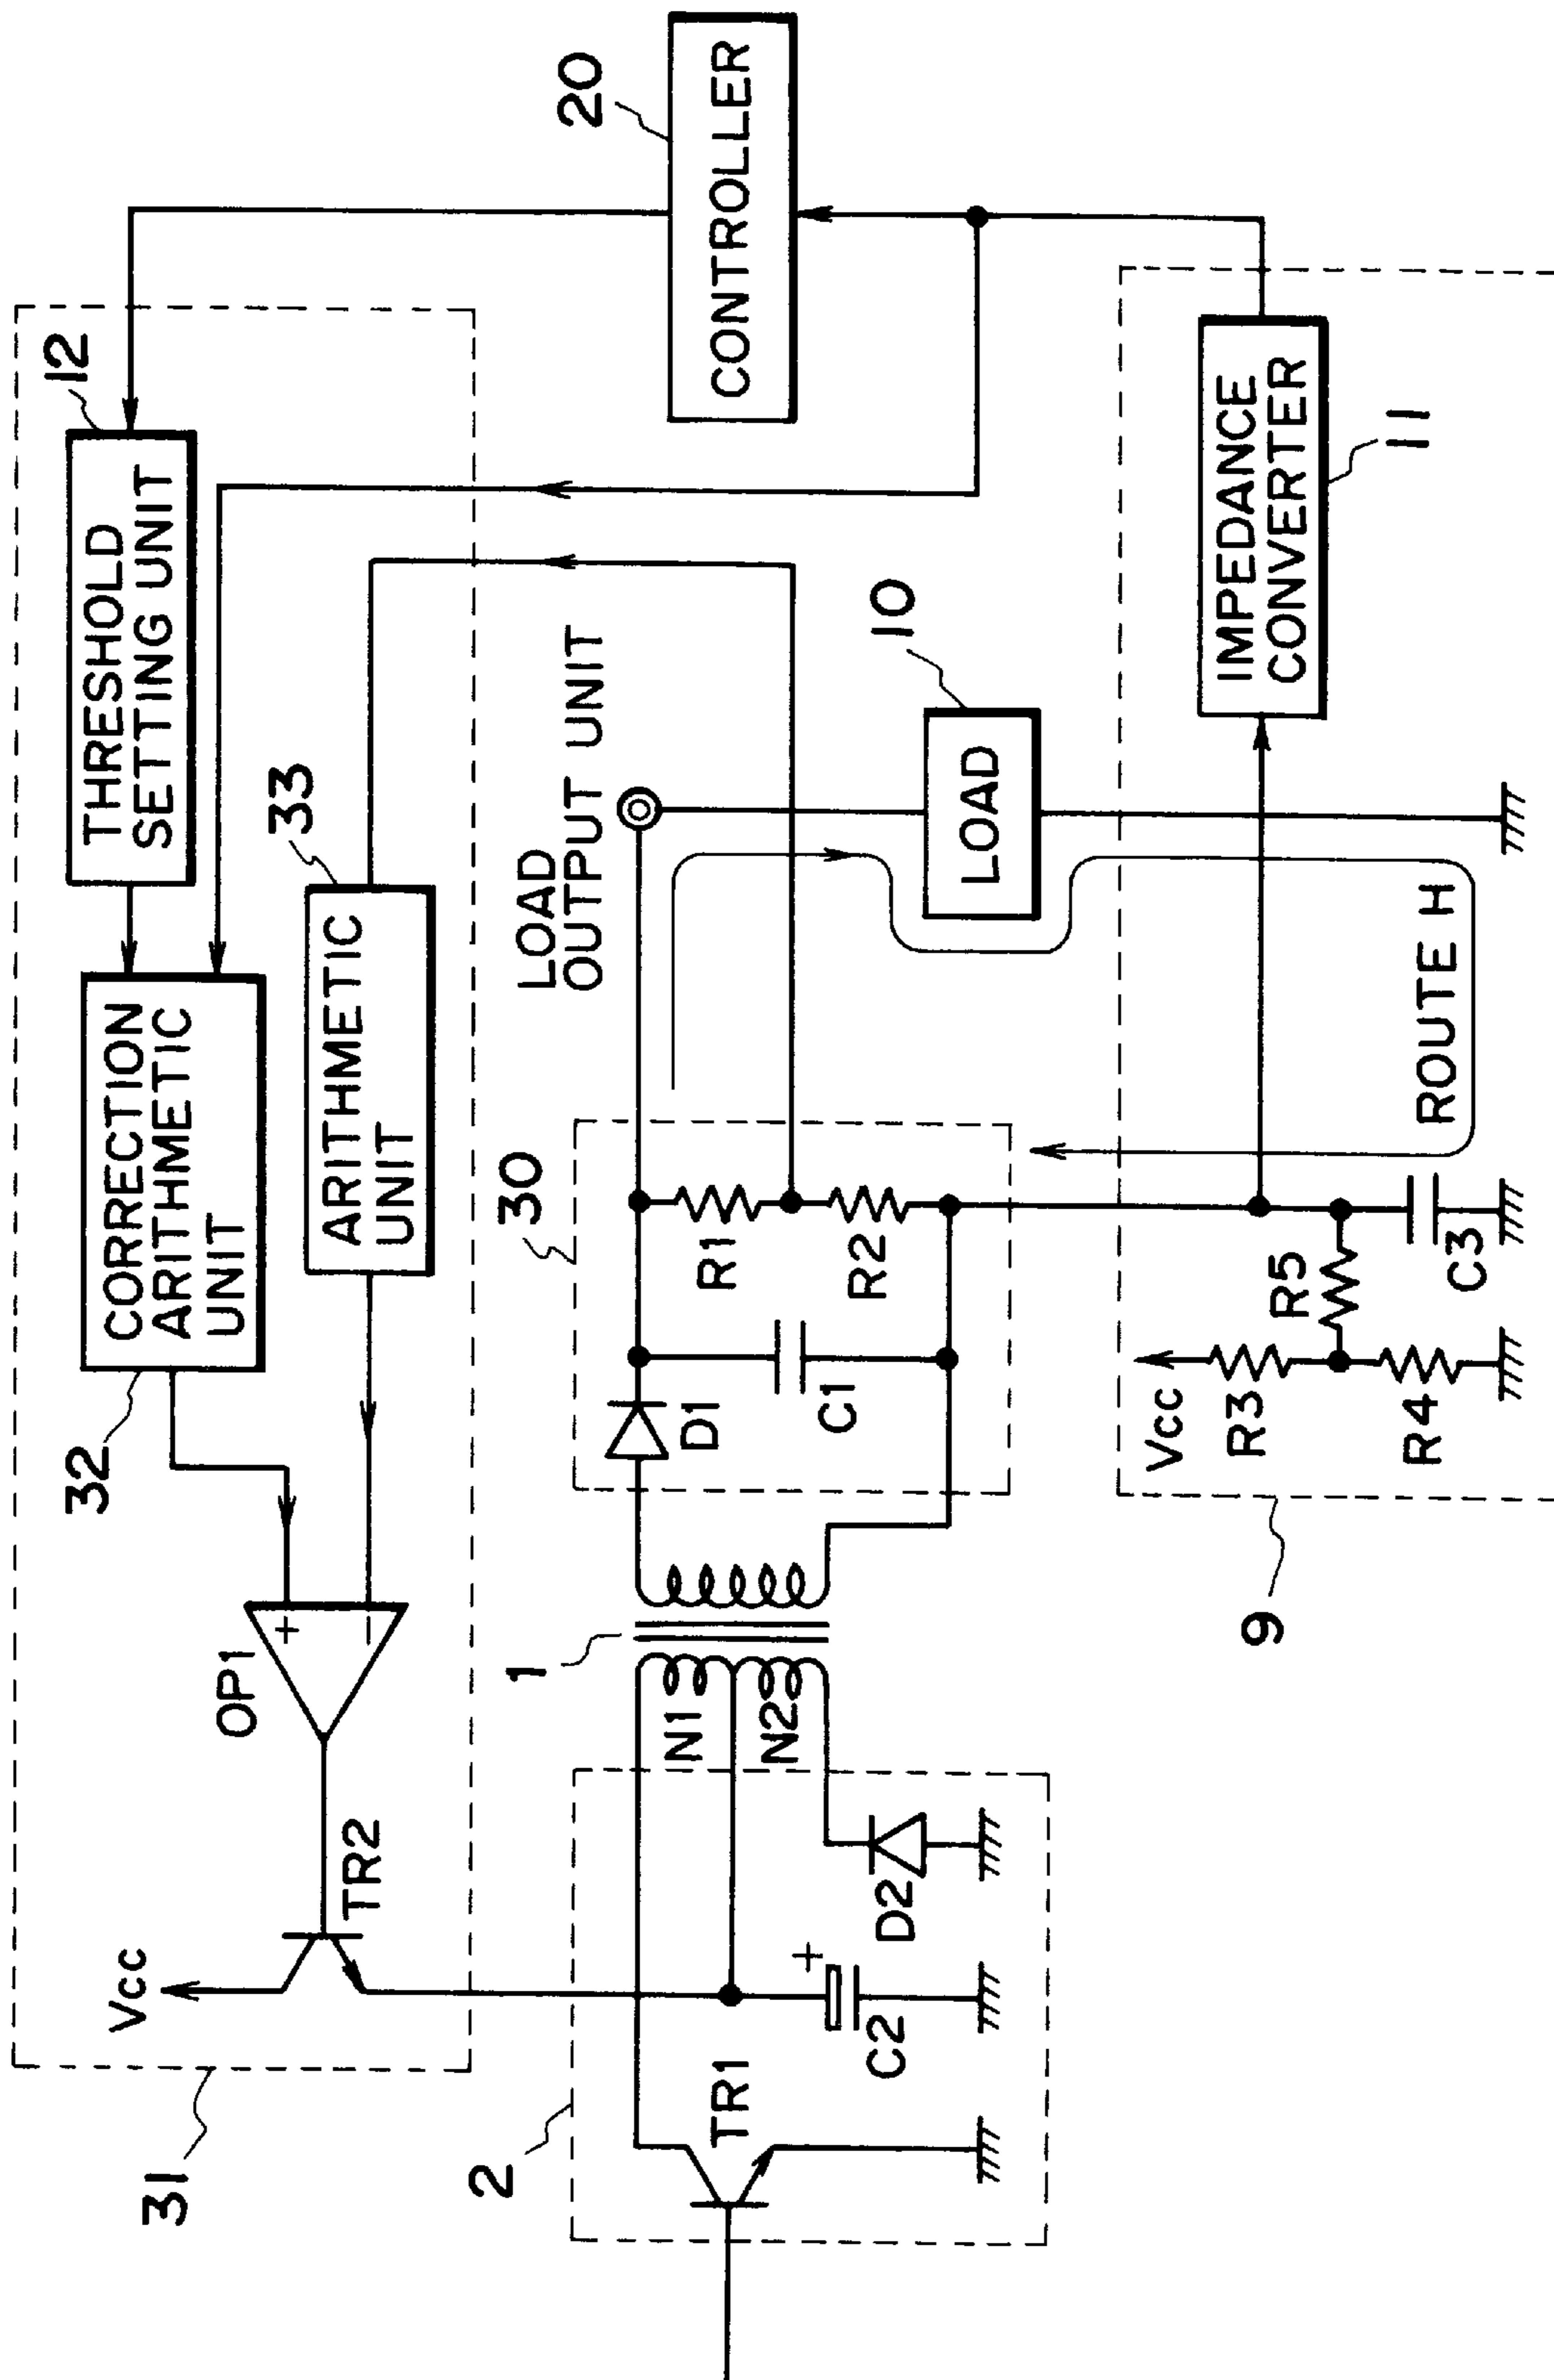 31
Vcc
TR2
OP1
32
CORRECTION
ARITHMETIC
UNIT
12
THRESHOLD
SETTING UNIT
33
ARITHMETIC
UNIT
20
CONTROLLER
2
TR1
C2
+
D2
1
N1
N2
+
−
30
D1
C1
R1
R2
LOAD
OUTPUT UNIT
10
LOAD
9
Vcc
R3
R4
R5
C3
ROUTE H
IMPEDANCE
CONVERTER
11